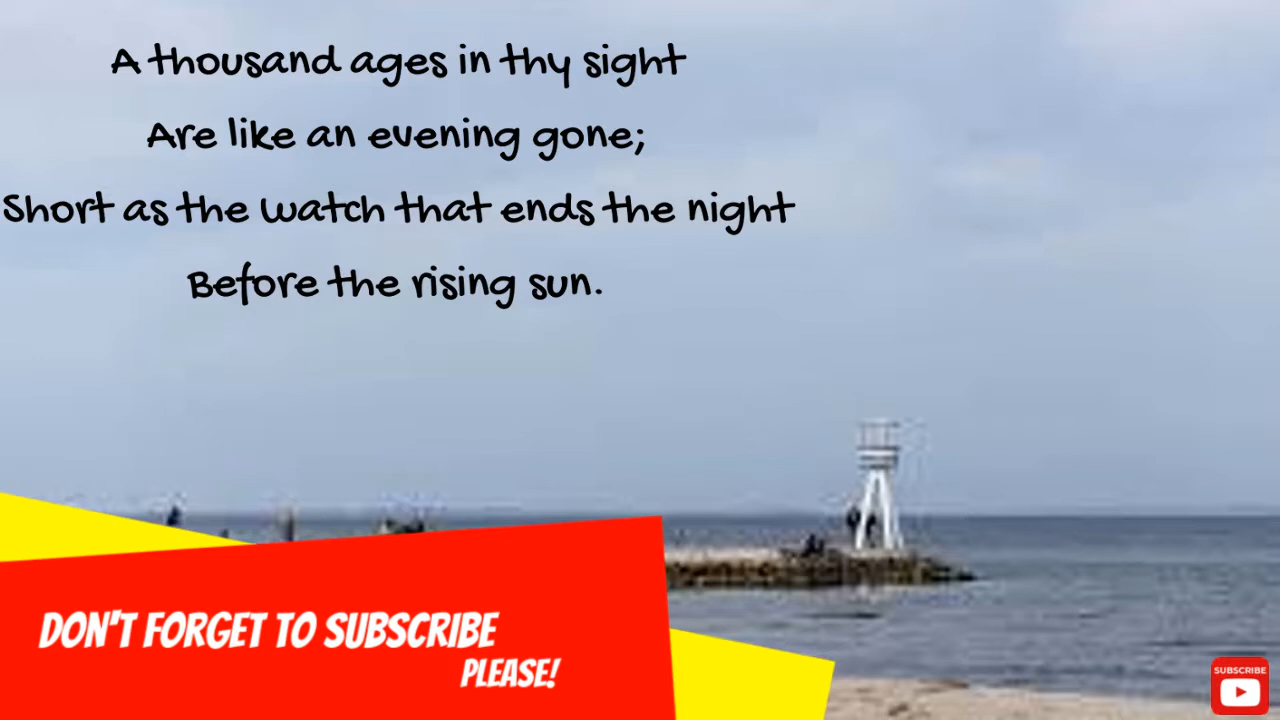 A thousand ages in thy sight
Are like an evening gone;
Short as the watch that ends the night
Before the rising sun.
DON'T FORGET TO SUBSCRIBE
PLEASE!
SUBSCRIBE